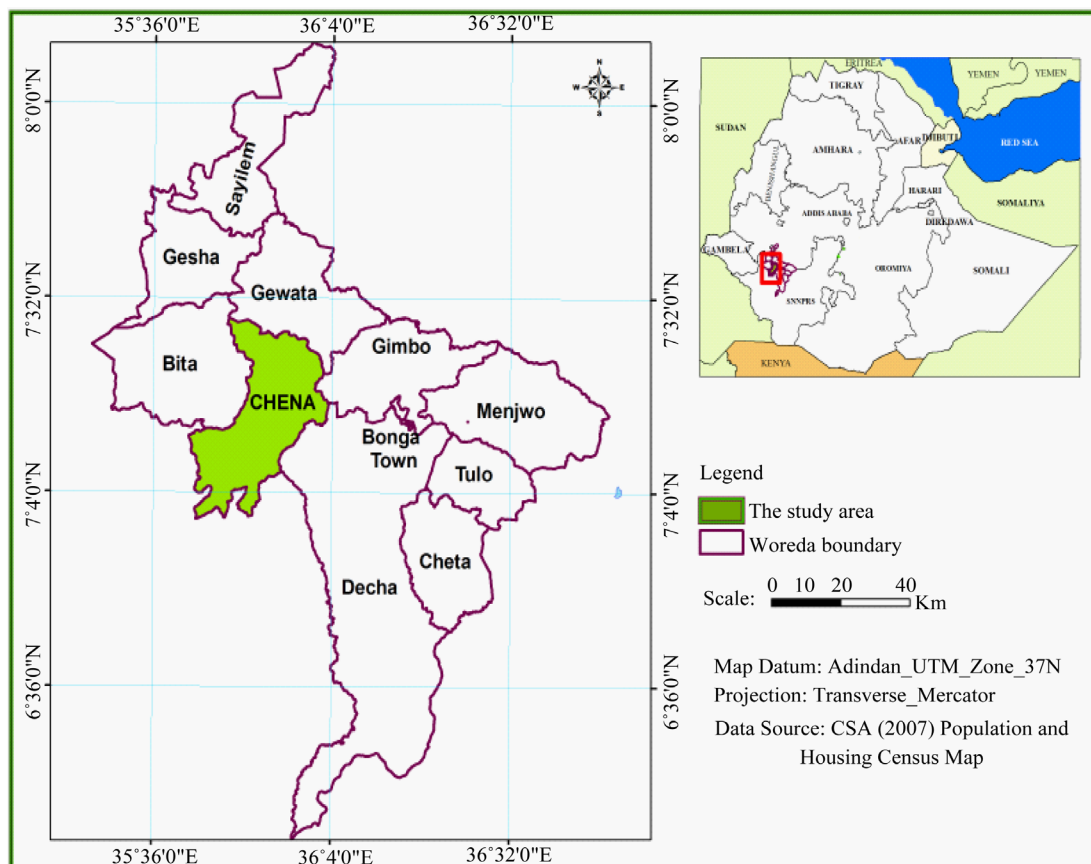 35°36'0"E
36°4'0"E
36°32'0"E
8°0'0"N
7°32'0"N
7°4'0"N
6°36'0"N
8°0'0"N
7°32'0"N
7°4'0"N
6°36'0"N
35°36'0"E
36°4'0"E
36°32'0"E
N
W E
S
Sayilem
Gesha
Gewata
Bita
Gimbo
CHENA
Menjwo
Bonga
Town
Tulo
Cheta
Decha
ERITREA
YEMEN
YEMEN
TIGRAY
SUDAN
AFAR
DJIBUTI
RED SEA
AMHARA
HARARI
SOMALIYA
ADDIS ABABA
DIREDAWA
GAMBELA
OROMIYA
SOMALI
SNNPRS
KENYA
Legend
The study area
Woreda boundary
Scale:
0 10 20 40
Km
Map Datum: Adindan_UTM_Zone_37N
Projection: Transverse_Mercator
Data Source: CSA (2007) Population and
Housing Census Map